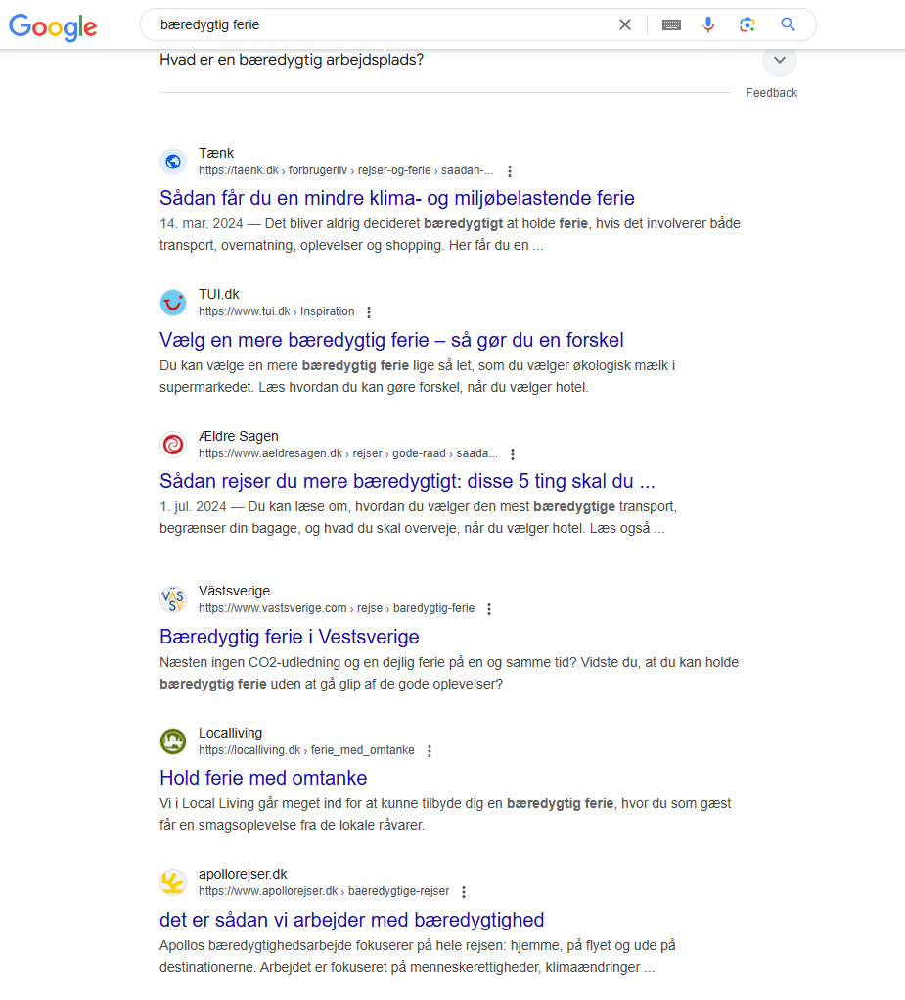 Google
bæredygtig ferie
Hvad er en bæredygtig arbejdsplads?
Feedback
Tænk
https://taenk.dk › forbrugerliv › rejser-og-ferie › saadan-...
Sådan får du en mindre klima- og miljøbelastende ferie
14. mar. 2024 — Det bliver aldrig decideret bæredygtigt at holde ferie, hvis det involverer både
transport, overnatning, oplevelser og shopping. Her får du en ...
TUI.dk
https://www.tui.dk › Inspiration
Vælg en mere bæredygtig ferie – så gør du en forskel
Du kan vælge en mere bæredygtig ferie lige så let, som du vælger økologisk mælk i
supermarkedet. Læs hvordan du kan gøre forskel, når du vælger hotel.
Ældre Sagen
https://www.aeldresagen.dk › rejser › gode-raad › saada...
Sådan rejser du mere bæredygtigt: disse 5 ting skal du ...
1. jul. 2024 — Du kan læse om, hvordan du vælger den mest bæredygtige transport,
begrænser din bagage, og hvad du skal overveje, når du vælger hotel. Læs også ...
VÄS
SV
Västsverige
https://www.vastsverige.com › rejse › baredygtig-ferie
Bæredygtig ferie i Vestsverige
Næsten ingen CO2-udledning og en dejlig ferie på en og samme tid? Vidste du, at du kan holde
bæredygtig ferie uden at gå glip af de gode oplevelser?
Localliving
https://localliving.dk › ferie_med_omtanke
Hold ferie med omtanke
Vi i Local Living går meget ind for at kunne tilbyde dig en bæredygtig ferie, hvor du som gæst
får en smagsoplevelse fra de lokale råvarer.
apollorejser.dk
https://www.apollorejser.dk › baeredygtige-rejser
det er sådan vi arbejder med bæredygtighed
Apollos bæredygtighedsarbejde fokuserer på hele rejsen: hjemme, på flyet og ude på
destinationerne. Arbejdet er fokuseret på menneskerettigheder, klimaændringer ...